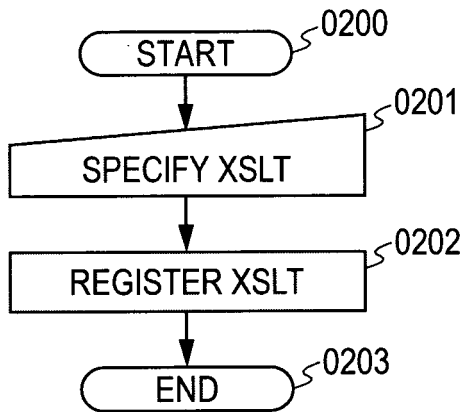 0200
START
0201
SPECIFY XSLT
0202
REGISTER XSLT
0203
END